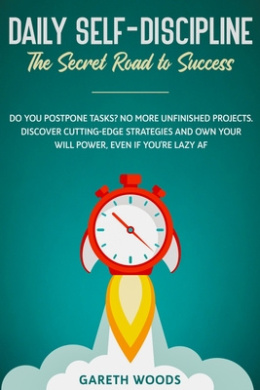 DAILY SELF-DISCIPLINE
The Secret Road to Success
DO YOU POSTPONE TASKS? NO MORE UNFINISHED PROJECTS.
DISCOVER CUTTING-EDGE STRATEGIES AND OWN YOUR
WILL POWER, EVEN IF YOU'RE LAZY AF
GARETH WOODS